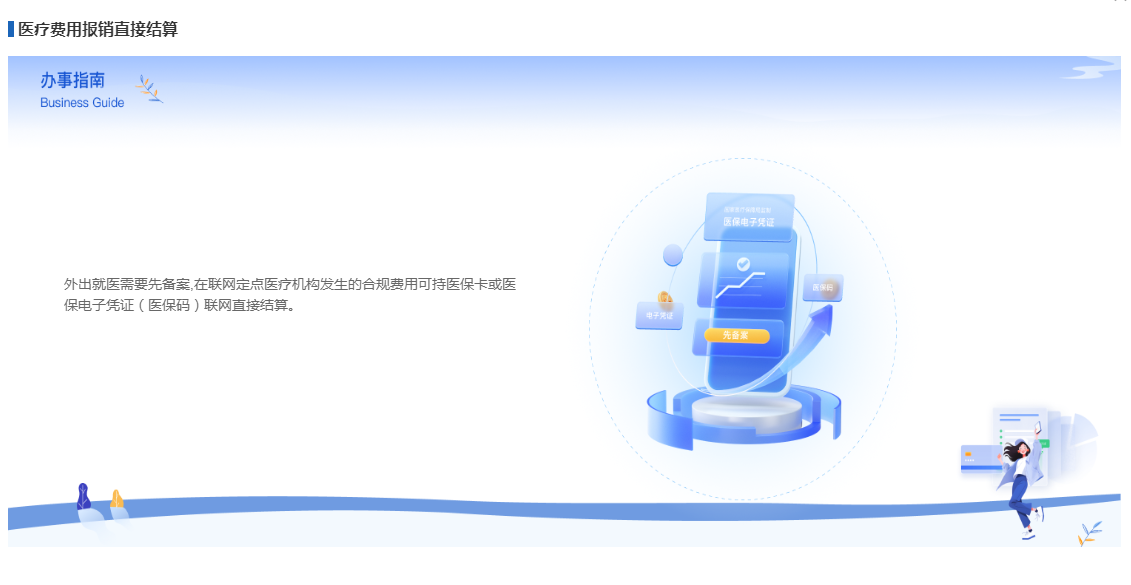 医疗费用报销直接结算
办事指南
Business Guide
外出就医需要先备案,在联网定点医疗机构发生的合规费用可持医保卡或医
保电子凭证（医保码）联网直接结算。
医保电子凭证
医保码
电子凭证
先备案